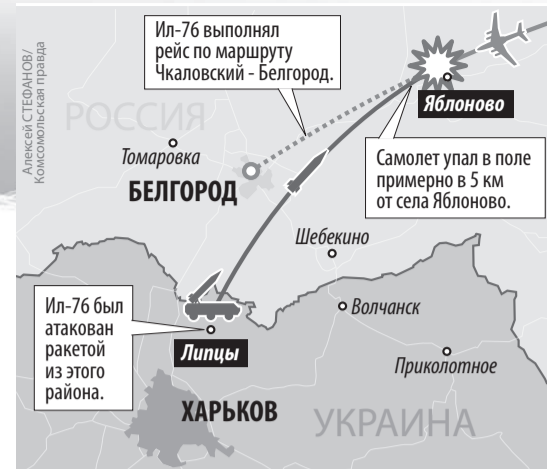 Алексей СТЕФАНОВ/
Комсомольская правда
Ил-76 выполнял
рейс по маршруту
Чкаловский - Белгород.
Яблоново
РОССИЯ
Томаровка
Самолет упал в поле
примерно в 5 км
от села Яблоново.
БЕЛГОРОД
Шебекино
Ил-76 был
атакован
ракетой
из этого
района.
Волчанск
Липцы
Приколотное
ХАРЬКОВ
УКРАИНА